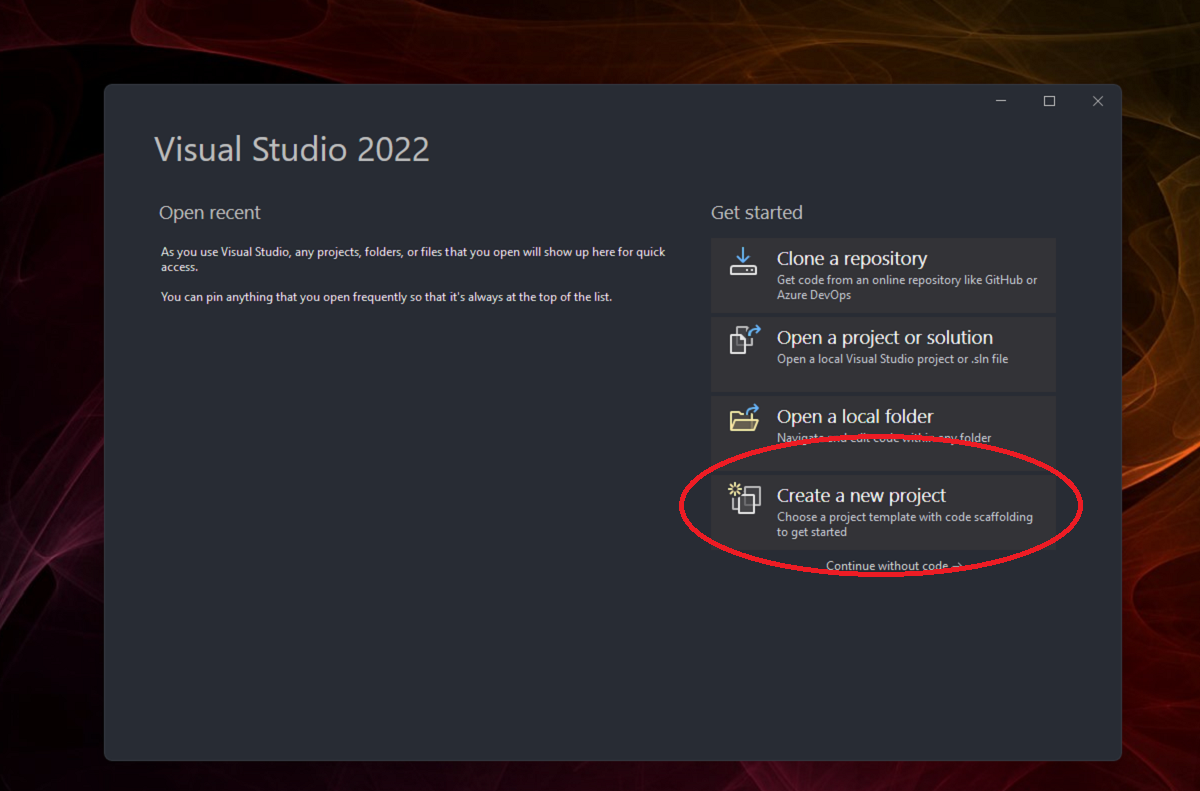 Visual Studio 2022
Open recent
As you use Visual Studio, any projects, folders, or files that you open will show up here for quick
access.
You can pin anything that you open frequently so that it's always at the top of the list.
Get started
Clone a repository
Get code from an online repository like GitHub or
Azure DevOps
Open a project or solution
Open a local Visual Studio project or .sln file
Open a local folder
Navigate and edit code within any folder
Create a new project
Choose a project template with code scaffolding
to get started
Continue without code →